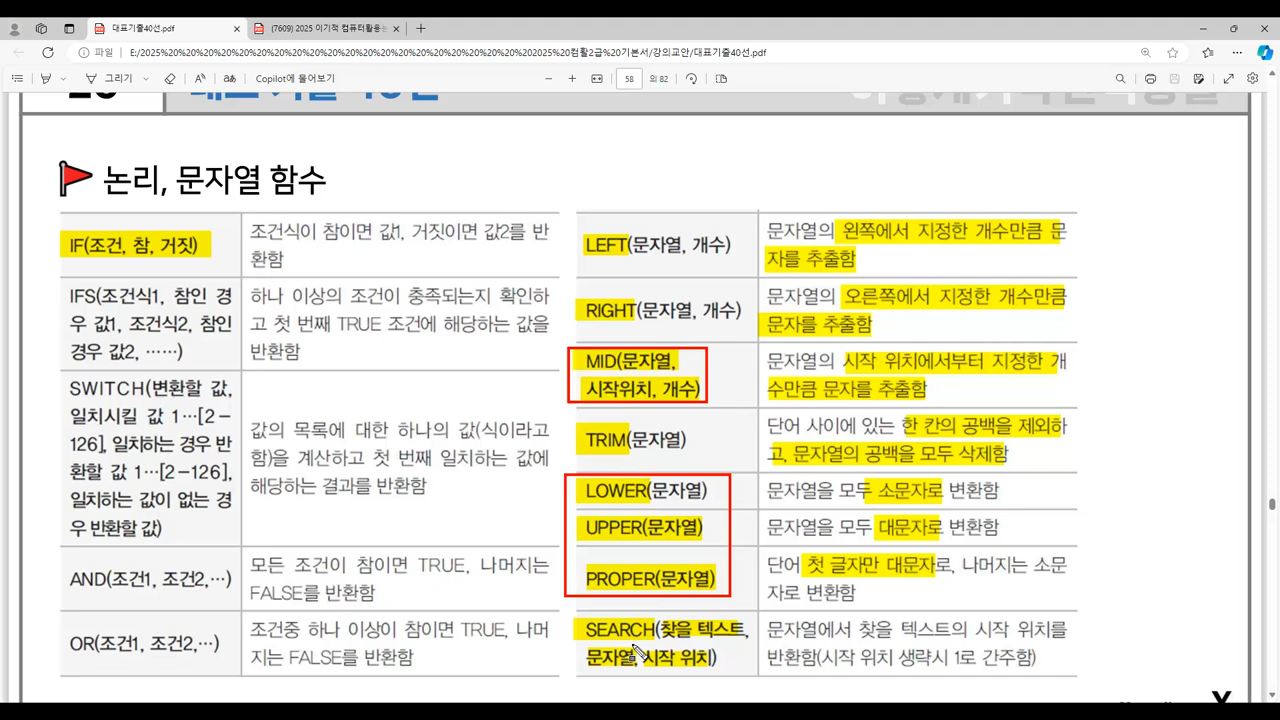 대표기출40선.pdf
(7609) 2025 이기적 컴퓨터활용능
파일
E:/2025%20%20%20%20%20%20%20%20%20%20%20%20%202025%20컴활2급%20기본서/강의교안/대표기출40선.pdf
그리기
가あ
Copilot에 물어보기
58
의 82
논리, 문자열 함수
IF(조건, 참, 거짓)
조건식이 참이면 값1, 거짓이면 값2를 반
환함
IFS(조건식1, 참인 경
우 값1, 조건식2, 참인
경우 값2, ……)
하나 이상의 조건이 충족되는지 확인하
고 첫 번째 TRUE 조건에 해당하는 값을
반환함
SWITCH(변환할 값,
일치시킬 값 1…[2-
126], 일치하는 경우 반
환할 값 1…[2-126],
일치하는 값이 없는 경
우 반환할 값)
값의 목록에 대한 하나의 값(식이라고
함)을 계산하고 첫 번째 일치하는 값에
해당하는 결과를 반환함
AND(조건1, 조건2,…)
모든 조건이 참이면 TRUE, 나머지는
FALSE를 반환함
OR(조건1, 조건2,…)
조건중 하나 이상이 참이면 TRUE, 나머
지는 FALSE를 반환함
LEFT(문자열, 개수)
문자열의 왼쪽에서 지정한 개수만큼 문
자를 추출함
RIGHT(문자열, 개수)
문자열의 오른쪽에서 지정한 개수만큼
문자를 추출함
MID(문자열,
시작위치, 개수)
문자열의 시작 위치에서부터 지정한 개
수만큼 문자를 추출함
TRIM(문자열)
단어 사이에 있는 한 칸의 공백을 제외하
고, 문자열의 공백을 모두 삭제함
LOWER(문자열)
문자열을 모두 소문자로 변환함
UPPER(문자열)
문자열을 모두 대문자로 변환함
PROPER(문자열)
단어 첫 글자만 대문자로, 나머지는 소문
자로 변환함
SEARCH(찾을 텍스트,
문자열, 시작 위치)
문자열에서 찾을 텍스트의 시작 위치를
반환함(시작 위치 생략시 1로 간주함)